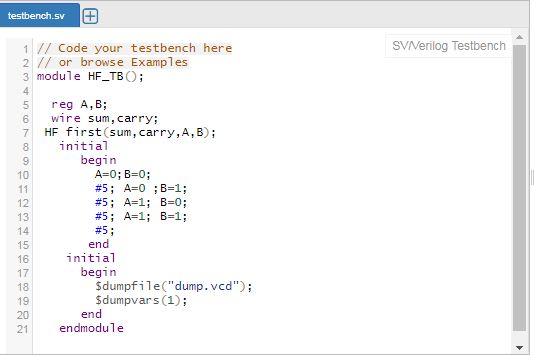 testbench.sv
SV/Verilog Testbench
1 // Code your testbench here
2 // or browse Examples
3 module HF_TB();
4
5 reg A,B;
6 wire sum,carry;
7 HF first(sum,carry,A,B);
8 initial
9 begin
10 A=0;B=0;
11 #5; A=0 ;B=1;
12 #5; A=1; B=0;
13 #5; A=1; B=1;
14 #5;
15 end
16 initial
17 begin
18 $dumpfile("dump.vcd");
19 $dumpvars(1);
20 end
21 endmodule